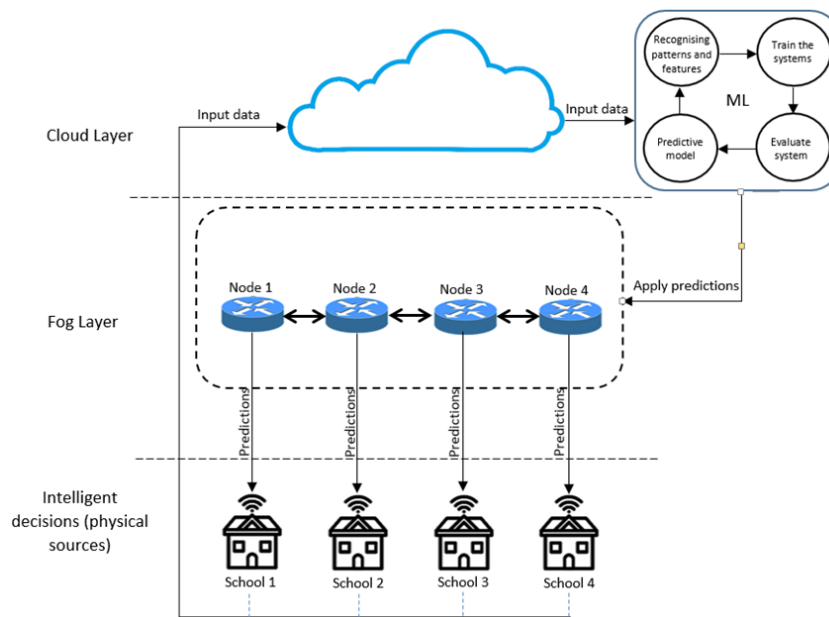 Recognising
patterns and
features
Train the
systems
ML
Predictive
model
Evaluate
system
Input data
Input data
Cloud Layer
Node 1
Node 2
Node 3
Node 4
Apply predictions
Fog Layer
Predictions
Predictions
Predictions
Predictions
Intelligent
decisions (physical
sources)
School 1
School 2
School 3
School 4